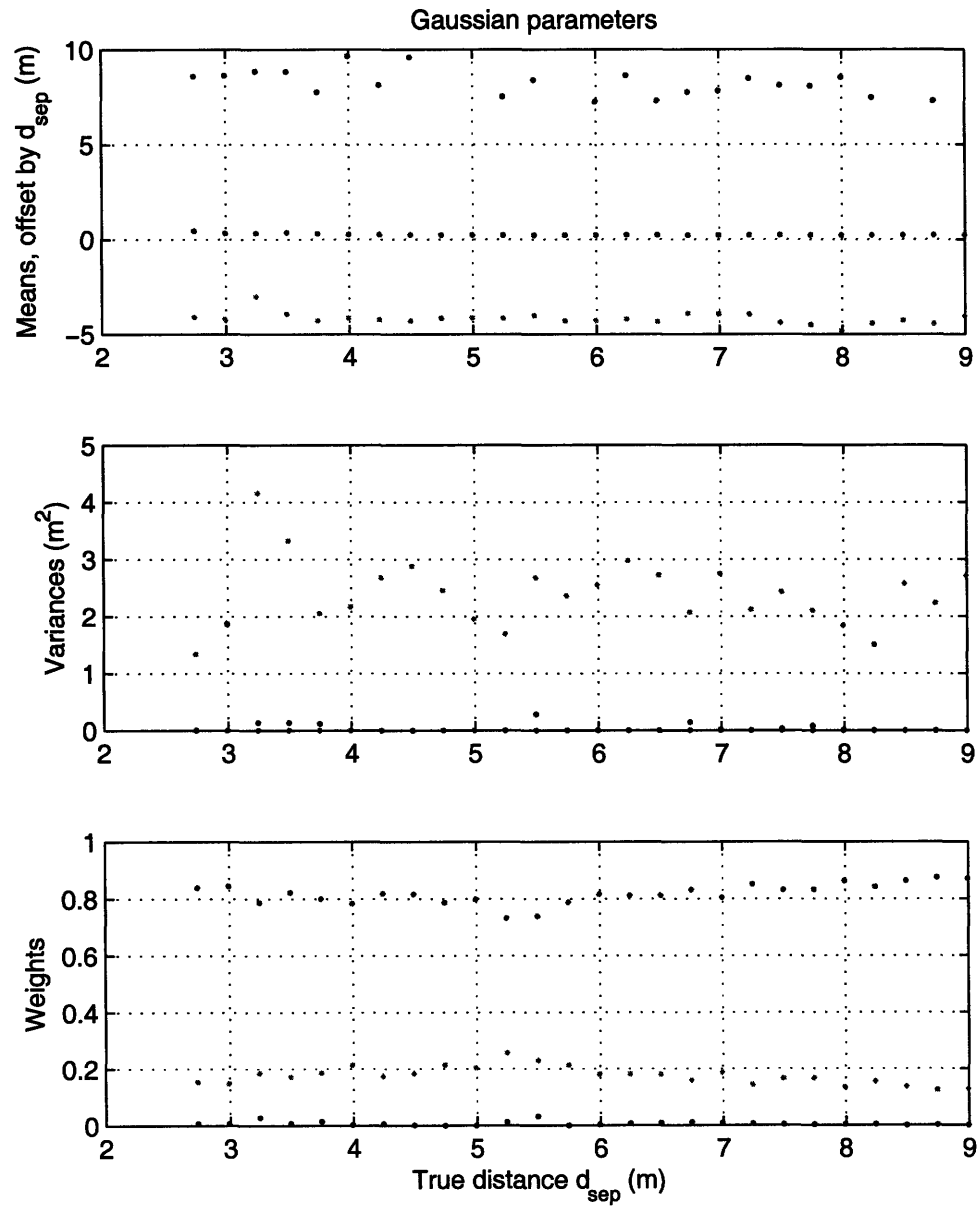 Gaussian parameters
Means, offset by d_sep (m)
10
5
0
−5
2 3 4 5 6 7 8 9
Variances (m²)
5
4
3
2
1
0
2 3 4 5 6 7 8 9
Weights
1
0.8
0.6
0.4
0.2
0
2 3 4 5 6 7 8 9
True distance d_sep (m)